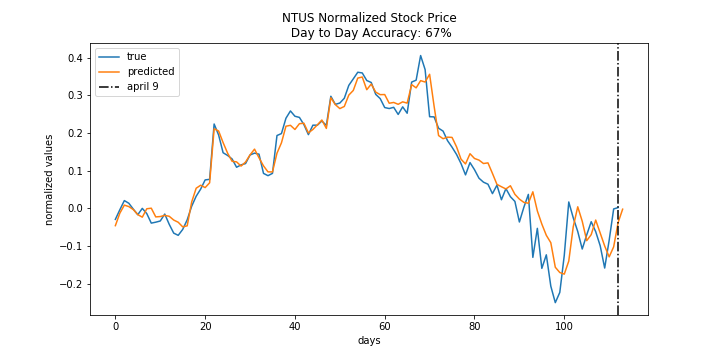 NTUS Normalized Stock Price
Day to Day Accuracy: 67%
true
predicted
april 9
normalized values
0.4
0.3
0.2
0.1
0.0
−0.1
−0.2
0
20
40
60
80
100
days